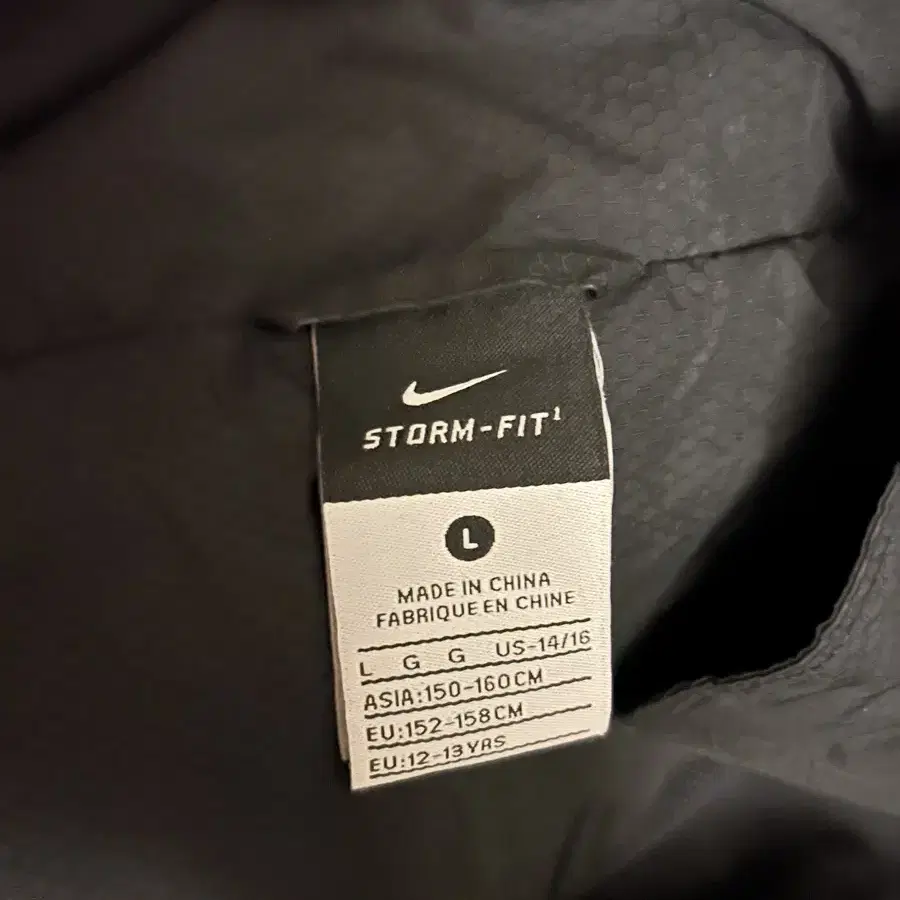 STORM-FIT¹
L
MADE IN CHINA
FABRIQUE EN CHINE
L G G US-14/16
ASIA:150-160CM
EU:152-158CM
EU:12-13YRS